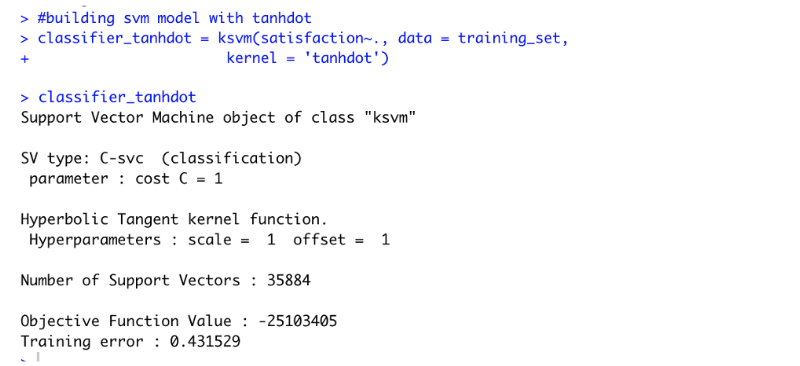 > #building svm model with tanhdot
> classifier_tanhdot = ksvm(satisfaction~., data = training_set,
+                       kernel = 'tanhdot')
> classifier_tanhdot
Support Vector Machine object of class "ksvm"
SV type: C-svc  (classification)
 parameter : cost C = 1
Hyperbolic Tangent kernel function.
 Hyperparameters : scale =  1  offset =  1
Number of Support Vectors : 35884
Objective Function Value : -25103405
Training error : 0.431529
>